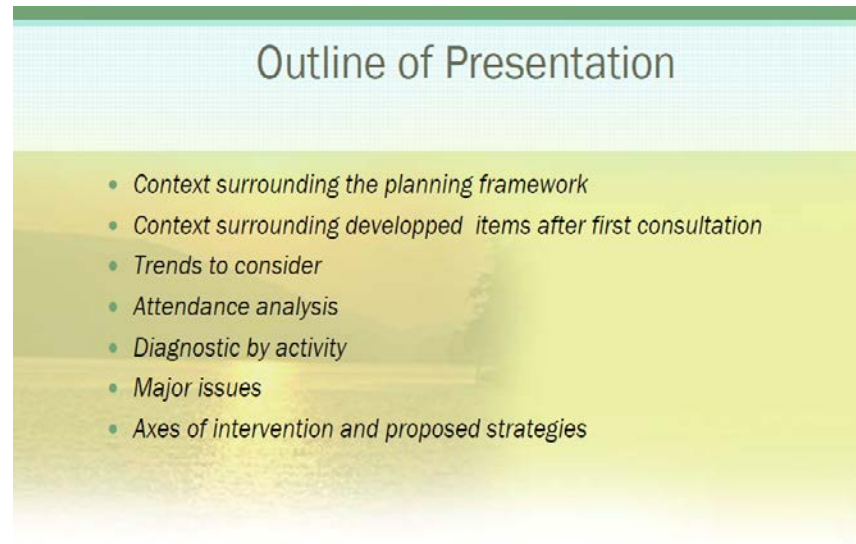 Outline of Presentation
• Context surrounding the planning framework
• Context surrounding developped items after first consultation
• Trends to consider
• Attendance analysis
• Diagnostic by activity
• Major issues
• Axes of intervention and proposed strategies